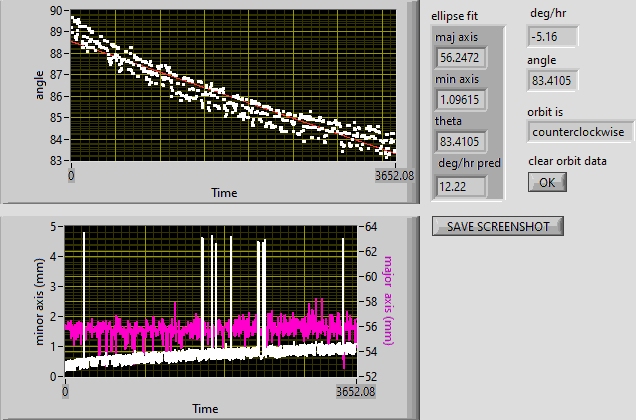 90
89
88
87
86
85
84
83
angle
0
3652.08
Time
ellipse fit
maj axis
56.2472
min axis
1.09615
theta
83.4105
deg/hr pred
12.22
deg/hr
-5.16
angle
83.4105
orbit is
counterclockwise
clear orbit data
OK
SAVE SCREENSHOT
5
4
3
2
1
0
minor axis (mm)
64
62
60
58
56
54
52
major axis (mm)
0
3652.08
Time